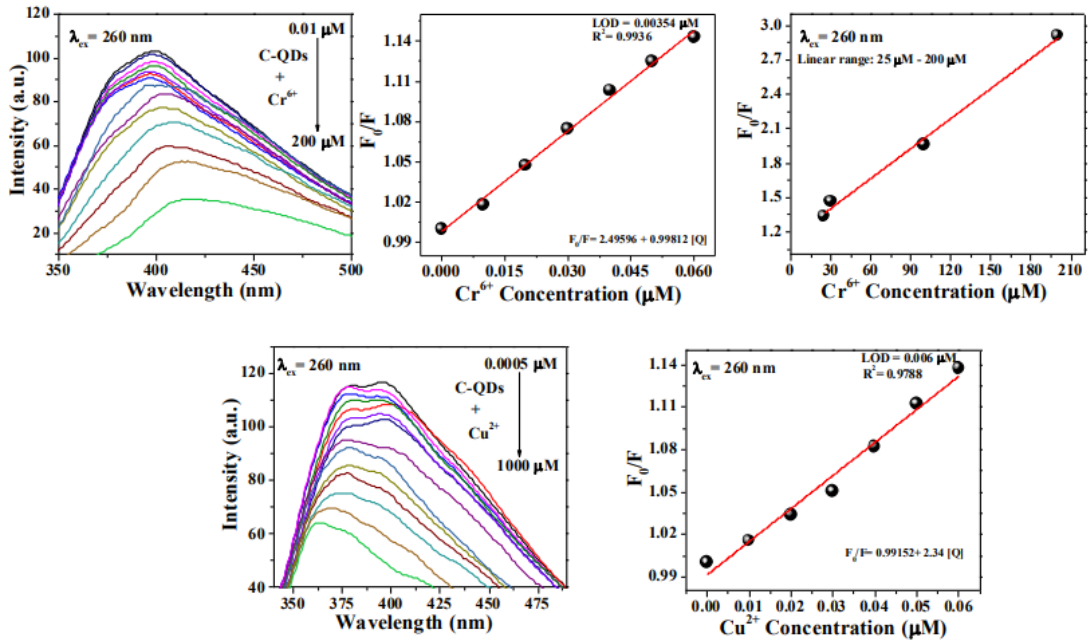 120
100
80
60
40
20
350
400
450
500
Intensity (a.u.)
Wavelength (nm)
λex= 260 nm
0.01 μM
C-QDs
+
Cr6+
200 μM
1.14
1.11
1.08
1.05
1.02
0.99
0.000
0.015
0.030
0.045
0.060
F0/F
Cr6+ Concentration (μM)
LOD = 0.00354 μM
R2 = 0.9936
F0/F= 2.49596 + 0.99812 [Q]
3.0
2.7
2.4
2.1
1.8
1.5
1.2
0
30
60
90
120
150
180
210
F0/F
Cr6+ Concentration (μM)
λex= 260 nm
Linear range: 25 μM - 200 μM
120
100
80
60
40
350
375
400
425
450
475
Intensity (a.u.)
Wavelength (nm)
λex= 260 nm
0.0005 μM
C-QDs
+
Cu2+
1000 μM
1.14
1.11
1.08
1.05
1.02
0.99
0.00
0.01
0.02
0.03
0.04
0.05
0.06
F0/F
Cu2+ Concentration (μM)
λex= 260 nm
LOD = 0.006 μM
R2 = 0.9788
F0/F= 0.99152+ 2.34 [Q]